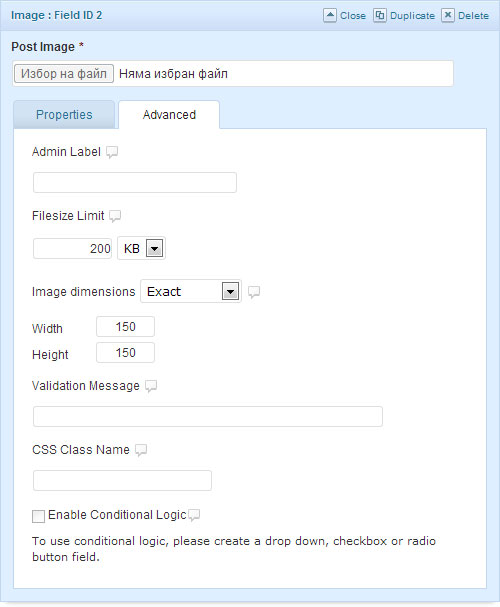 Image : Field ID 2 Close Duplicate Delete
Post Image *
Избор на файл Няма избран файл
Properties Advanced
Admin Label
Filesize Limit
200 KB
Image dimensions Exact
Width 150
Height 150
Validation Message
CSS Class Name
Enable Conditional Logic
To use conditional logic, please create a drop down, checkbox or radio
button field.